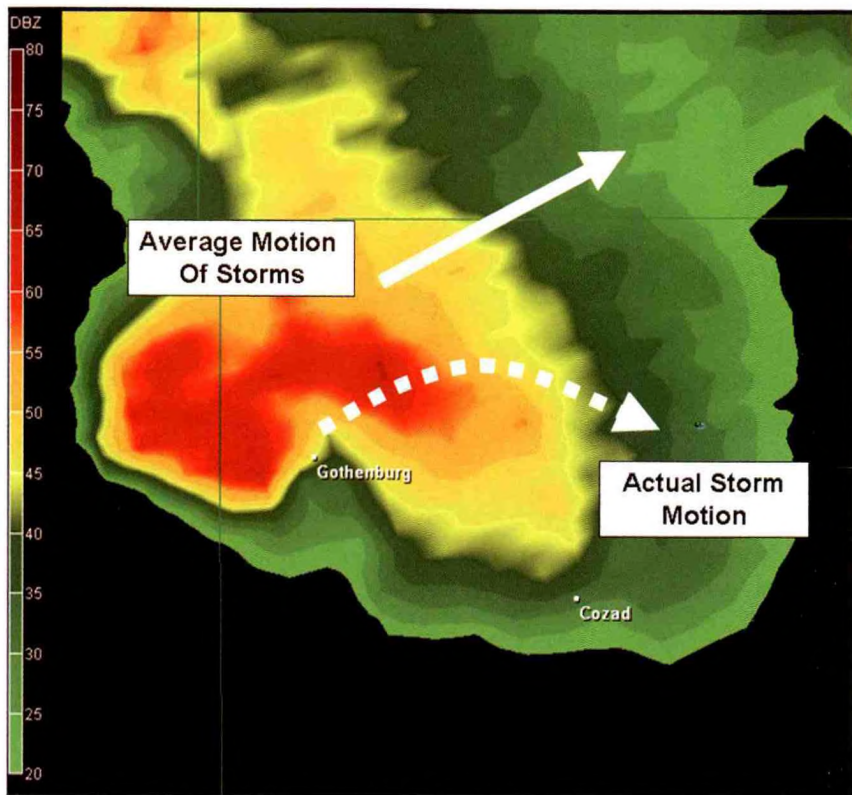 DBZ
80
75
70
65
60
55
50
45
40
35
30
25
20
Average Motion
Of Storms
Gothenburg
Actual Storm
Motion
Cozad